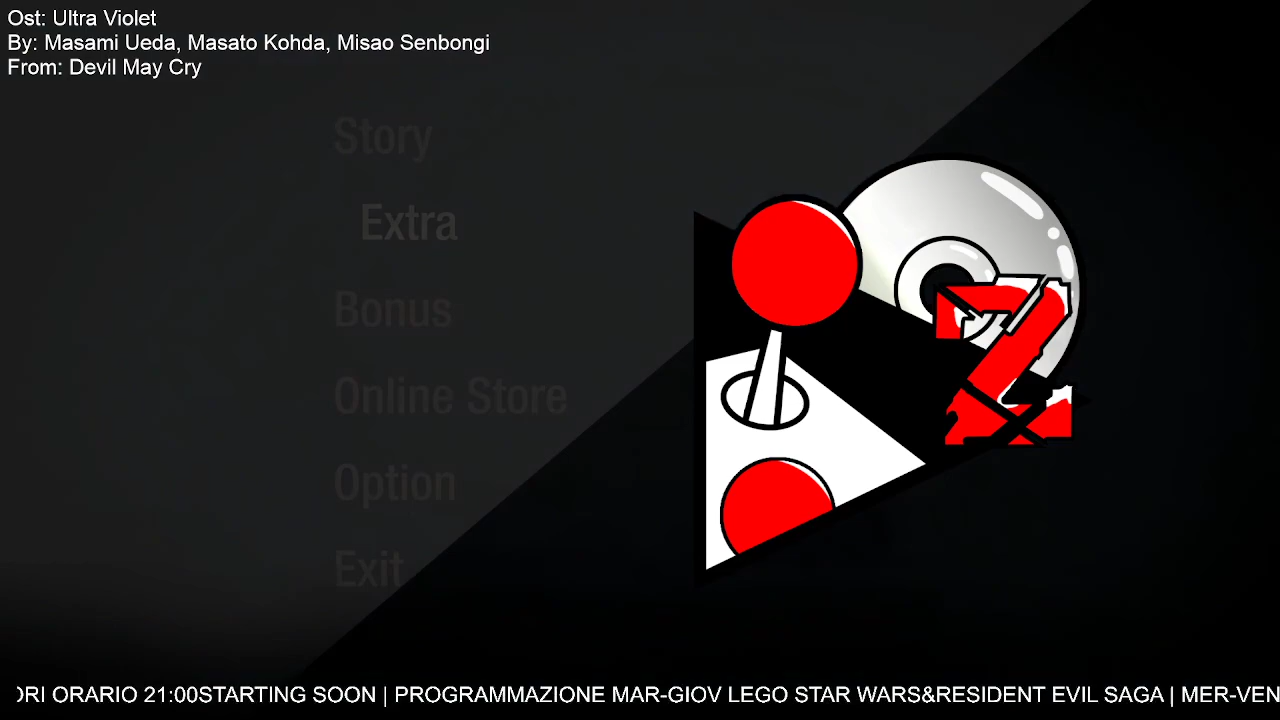 Ost: Ultra Violet
By: Masami Ueda, Masato Kohda, Misao Senbongi
From: Devil May Cry
Story
Extra
Bonus
Online Store
Option
Exit
ORI ORARIO 21:00STARTING SOON | PROGRAMMAZIONE MAR-GIOV LEGO STAR WARS&RESIDENT EVIL SAGA | MER-VEN